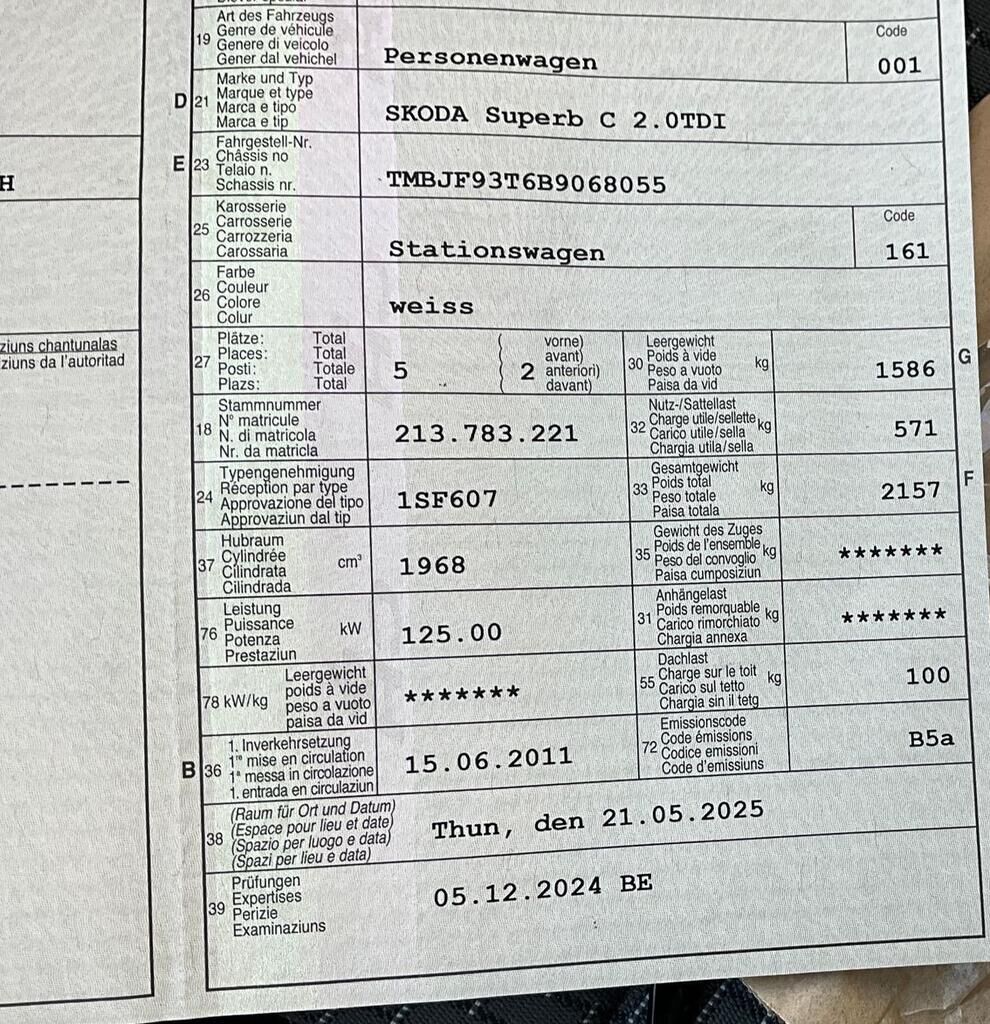 19 Art des Fahrzeugs
Genre de véhicule
Genere di veicolo
Gener dal vehichel
Personenwagen
Code
001
D 21 Marke und Typ
Marque et type
Marca e tipo
Marca e tip
SKODA Superb C 2.0TDI
E 23 Fahrgestell-Nr.
Châssis no
Telaio n.
Schassis nr.
TMBJF93T6B9068055
H
25 Karosserie
Carrosserie
Carrozzeria
Carossaria
Stationswagen
Code
161
26 Farbe
Couleur
Colore
Colur
weiss
ziuns chantunalas
ziuns da l'autoritad
27 Plätze: Total
Places: Total
Posti: Totale
Plazs: Total
5
2
vorne)
avant)
anteriori)
davant)
30 Leergewicht
Poids à vide
Peso a vuoto
Paisa da vid
kg
1586
G
18 Stammnummer
N° matricule
N. di matricola
Nr. da matricla
213.783.221
32 Nutz-/Sattellast
Charge utile/sellette
Carico utile/sella
Chargia utila/sella
kg
571
24 Typengenehmigung
Réception par type
Approvazione del tipo
Approvaziun dal tip
1SF607
33 Gesamtgewicht
Poids total
Peso totale
Paisa totala
kg
2157
F
37 Hubraum
Cylindrée
Cilindrata
Cilindrada
cm³
1968
35 Gewicht des Zuges
Poids de l'ensemble
Peso del convoglio
Paisa cumposiziun
kg
*******
76 Leistung
Puissance
Potenza
Prestaziun
kW
125.00
31 Anhängelast
Poids remorquable
Carico rimorchiato
Chargia annexa
kg
*******
78 kW/kg
Leergewicht
poids à vide
peso a vuoto
paisa da vid
*******
55 Dachlast
Charge sur le toit
Carico sul tetto
Chargia sin il tetg
kg
100
B 36 1. Inverkehrsetzung
1re mise en circulation
1a messa in circolazione
1. entrada en circulaziun
15.06.2011
72 Emissionscode
Code émissions
Codice emissioni
Code d'emissiuns
B5a
38 (Raum für Ort und Datum)
(Espace pour lieu et date)
(Spazio per luogo e data)
(Spazi per lieu e data)
Thun, den 21.05.2025
39 Prüfungen
Expertises
Perizie
Examinaziuns
05.12.2024 BE